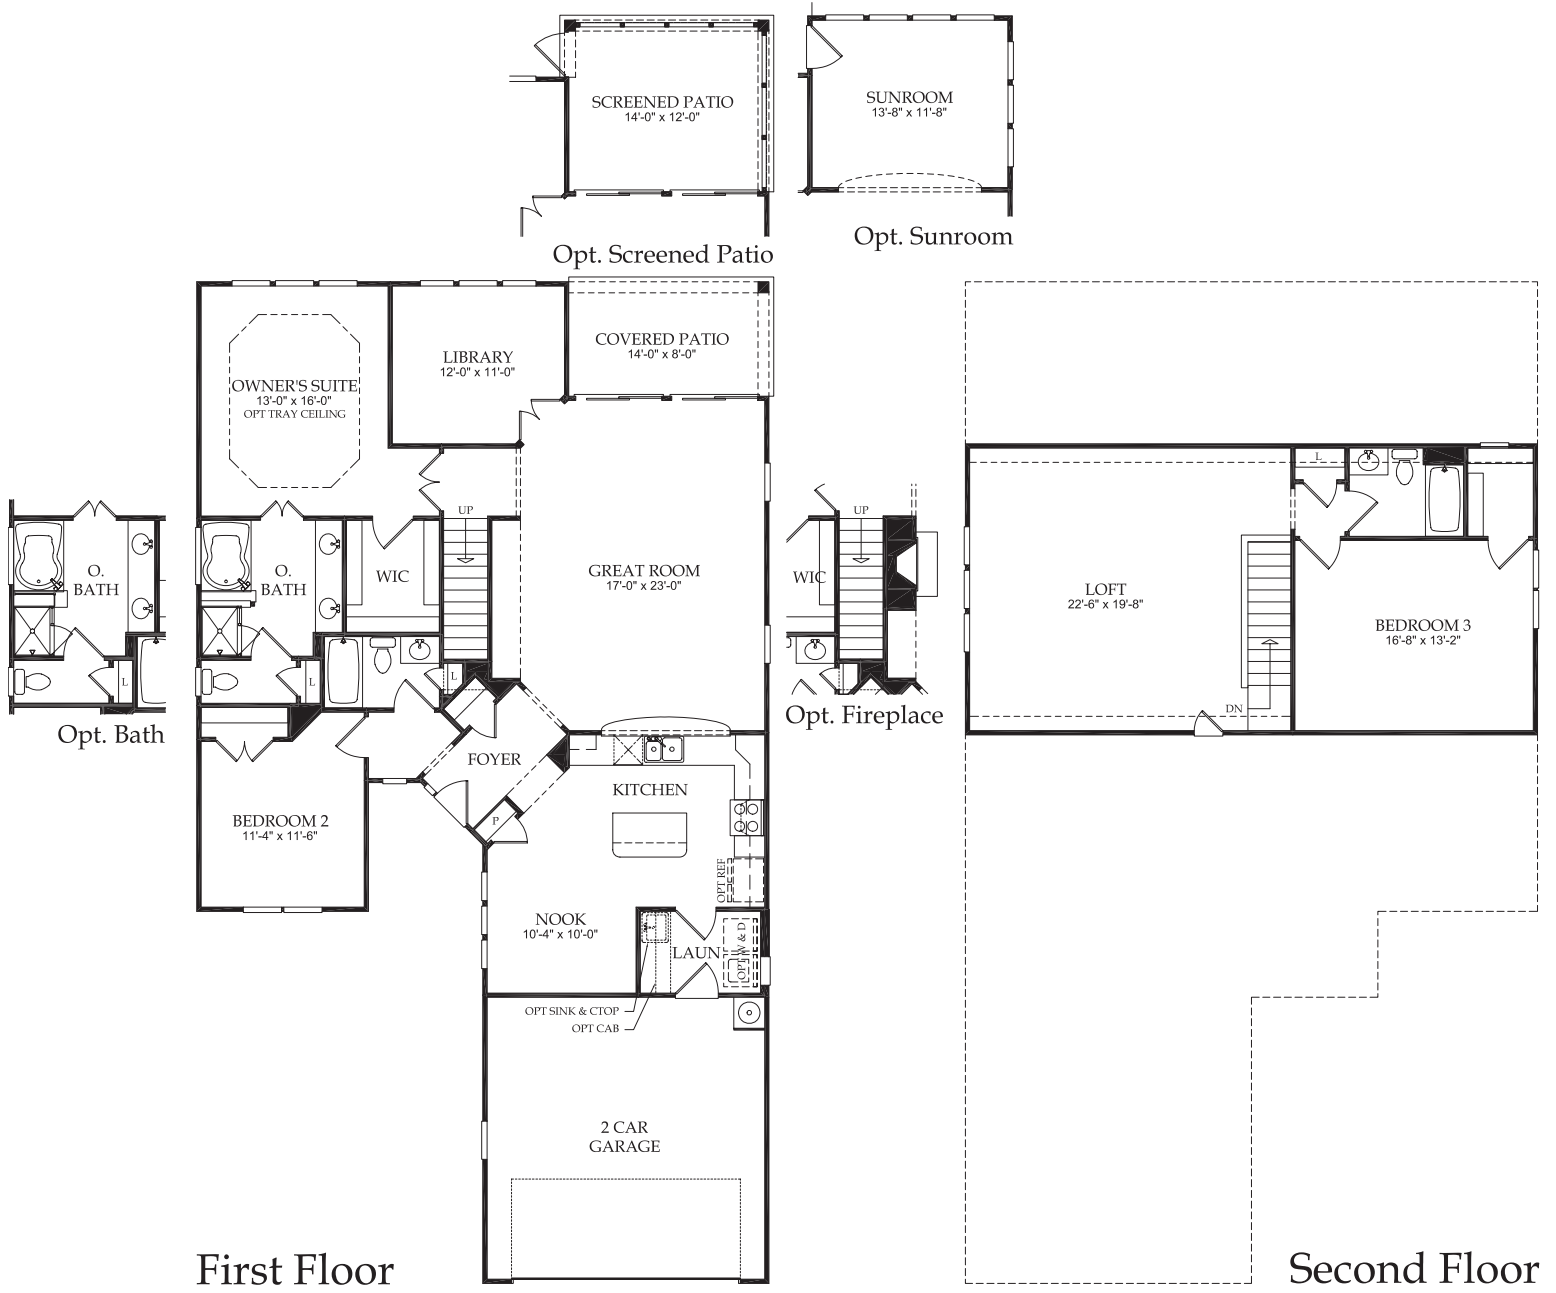 SCREENED PATIO
14'-0" x 12'-0"
Opt. Screened Patio
SUNROOM
13'-8" x 11'-8"
Opt. Sunroom
OWNER'S SUITE
13'-0" x 16'-0"
OPT TRAY CEILING
LIBRARY
12'-0" x 11'-0"
COVERED PATIO
14'-0" x 8'-0"
O.
BATH
L
Opt. Bath
O.
BATH
L
WIC
UP
GREAT ROOM
17'-0" x 23'-0"
L
FOYER
BEDROOM 2
11'-4" x 11'-6"
P
KITCHEN
OPT REF
NOOK
10'-4" x 10'-0"
LAUN
OPT W & D
OPT SINK & CTOP
OPT CAB
2 CAR
GARAGE
First Floor
UP
WIC
L
Opt. Fireplace
L
LOFT
22'-6" x 19'-8"
BEDROOM 3
16'-8" x 13'-2"
DN
Second Floor